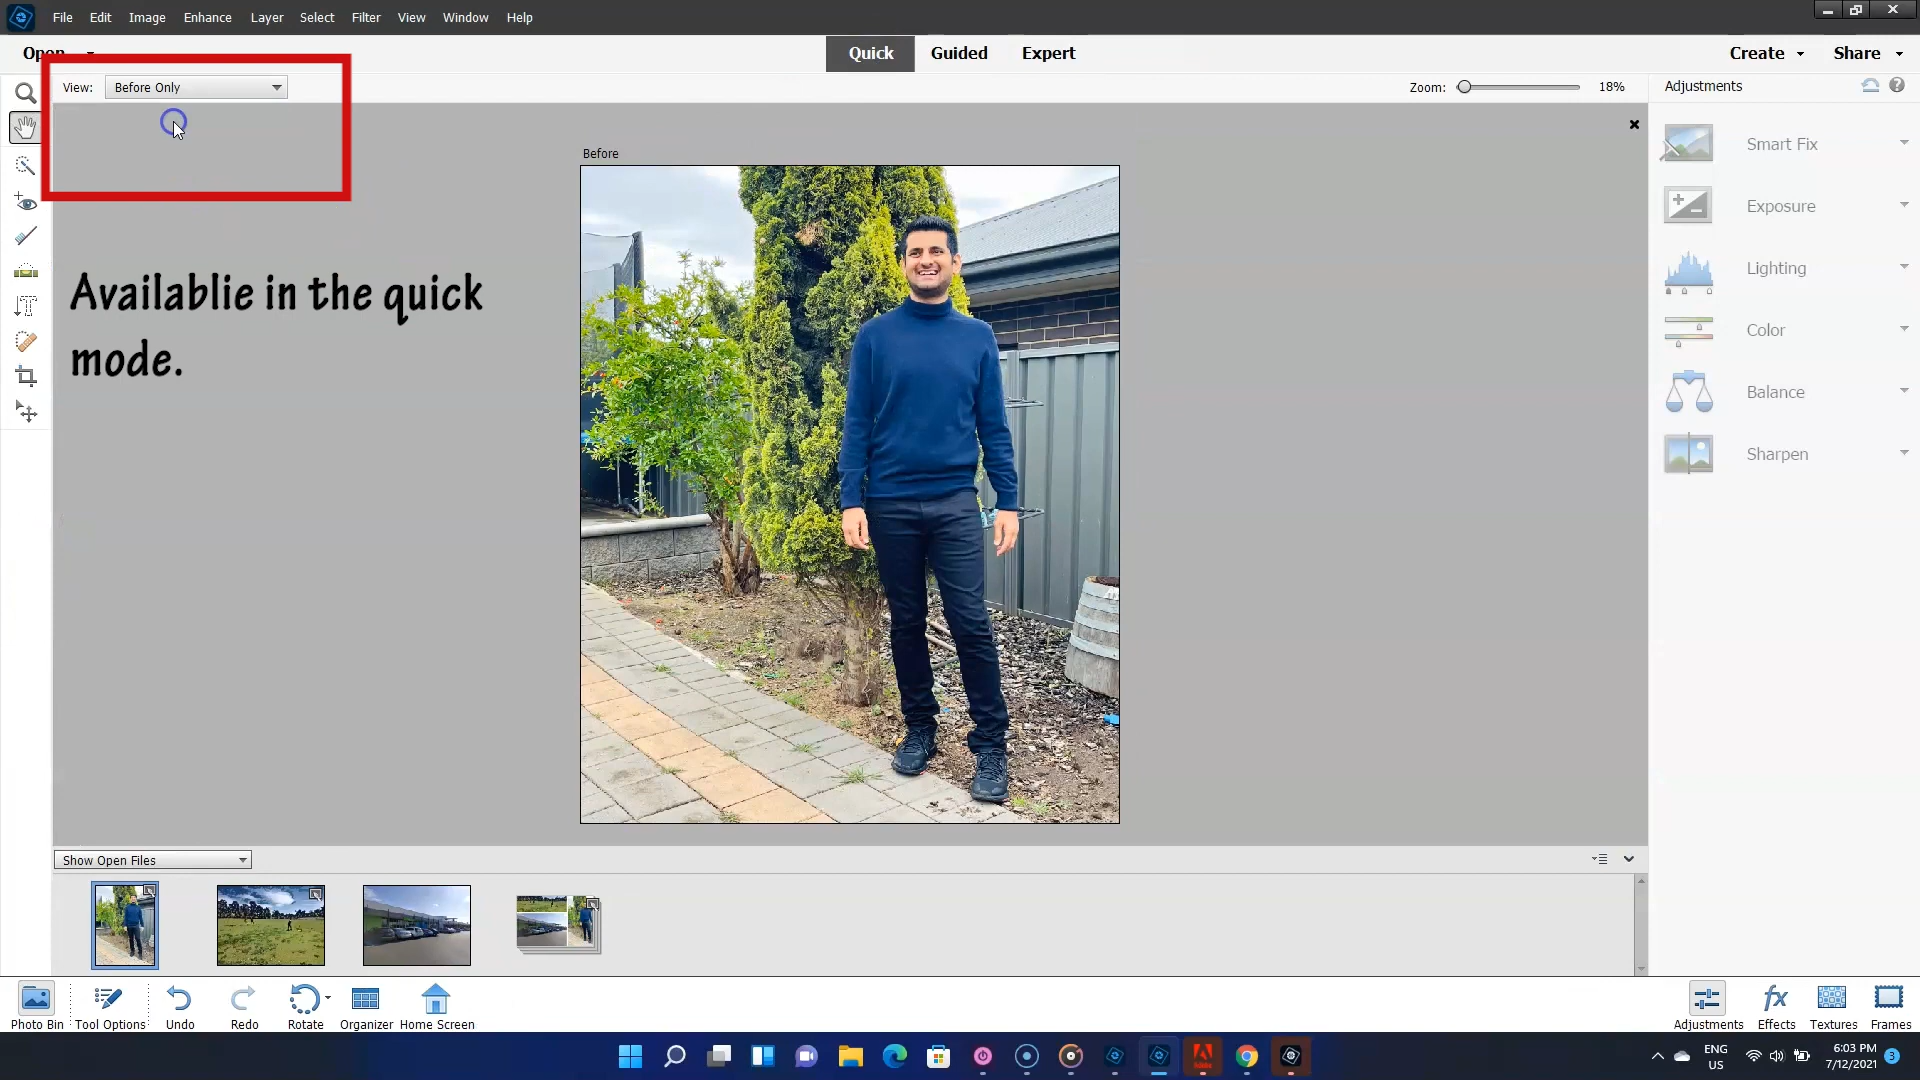 File Edit Image Enhance Layer Select Filter View Window Help
Open Quick Guided Expert Create Share
View: Before Only Zoom: 18% Adjustments
Before
Smart Fix
Exposure
Lighting
Color
Balance
Sharpen
Availablie in the quick
mode.
Show Open Files
Photo Bin Tool Options Undo Redo Rotate Organizer Home Screen Adjustments Effects Textures Frames
ENG
US
6:03 PM
7/12/2021
3